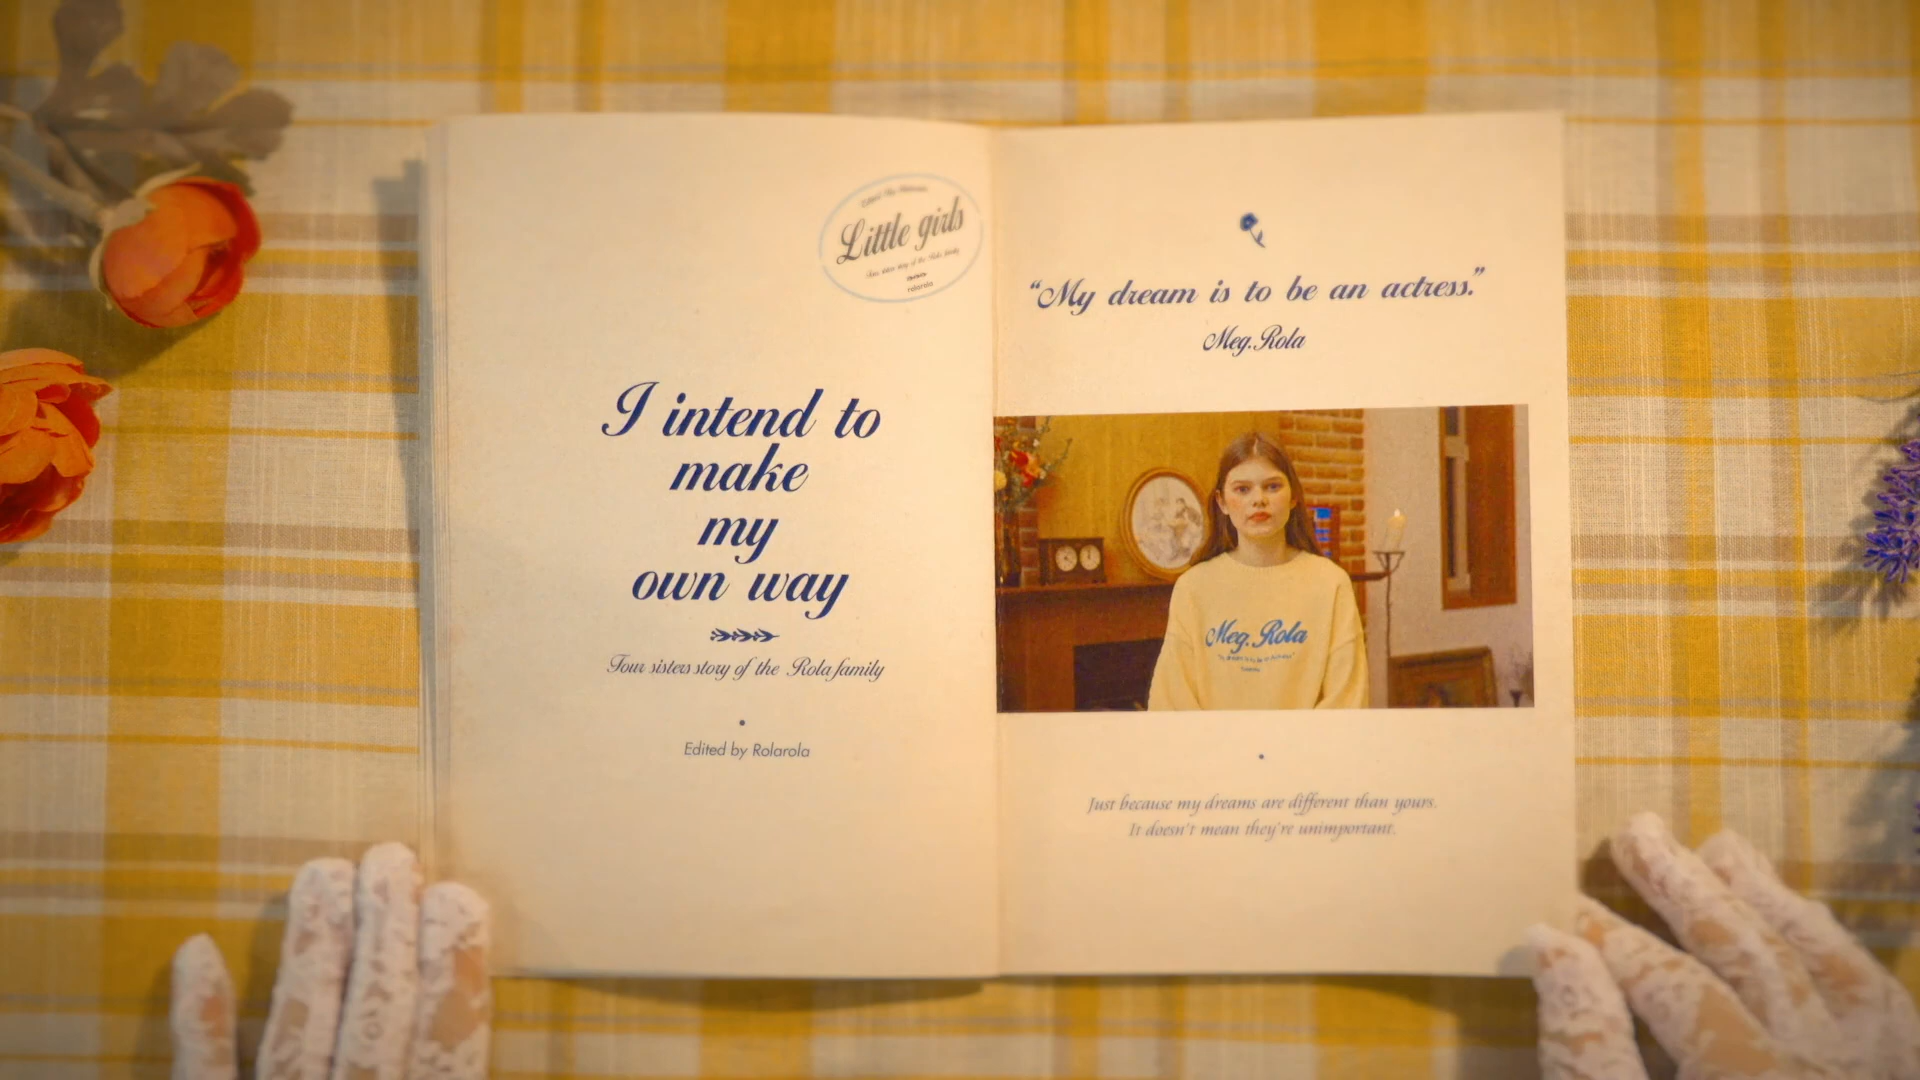 Little girls
rolarola
I intend to
make
my
own way
Four sisters story of the Rola family
Edited by Rolarola
“My dream is to be an actress.”
Meg.Rola
Meg.Rola
Just because my dreams are different than yours.
It doesn't mean they're unimportant.